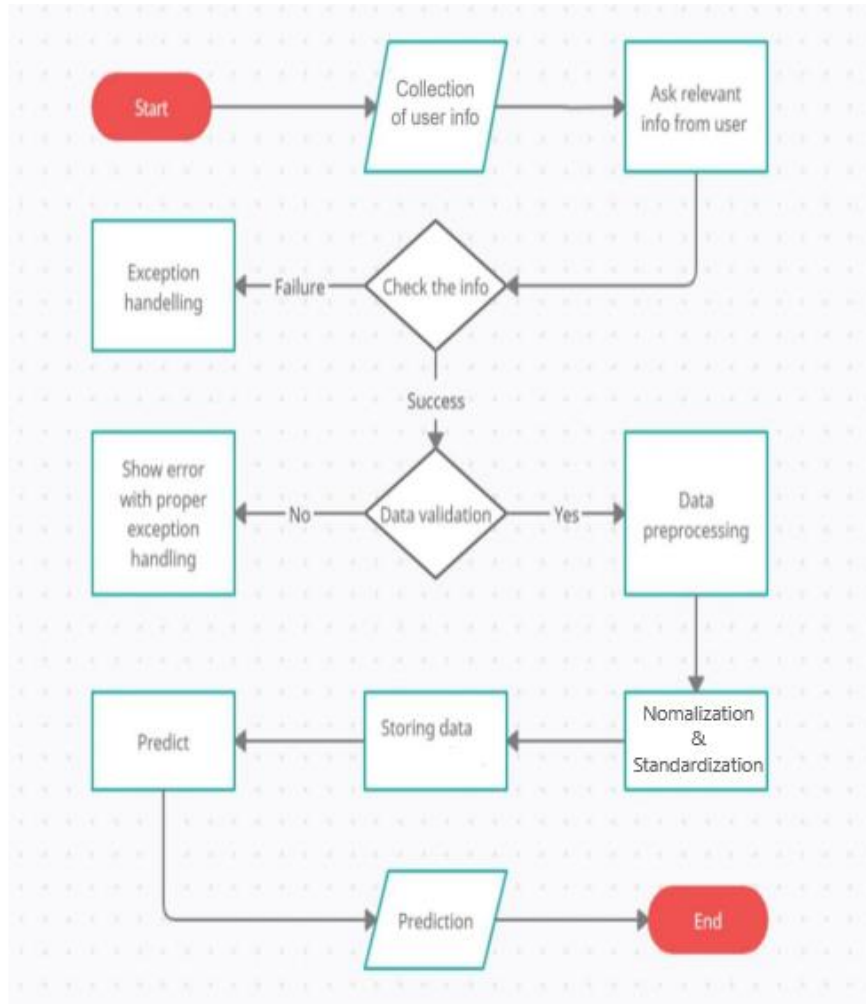 Start
Collection
of user info
Ask relevant
info from user
Exception
handelling
Failure
Check the info
Success
Show error
with proper
exception
handling
No
Data validation
Yes
Data
preprocessing
Predict
Storing data
Nomalization
&
Standardization
Prediction
End